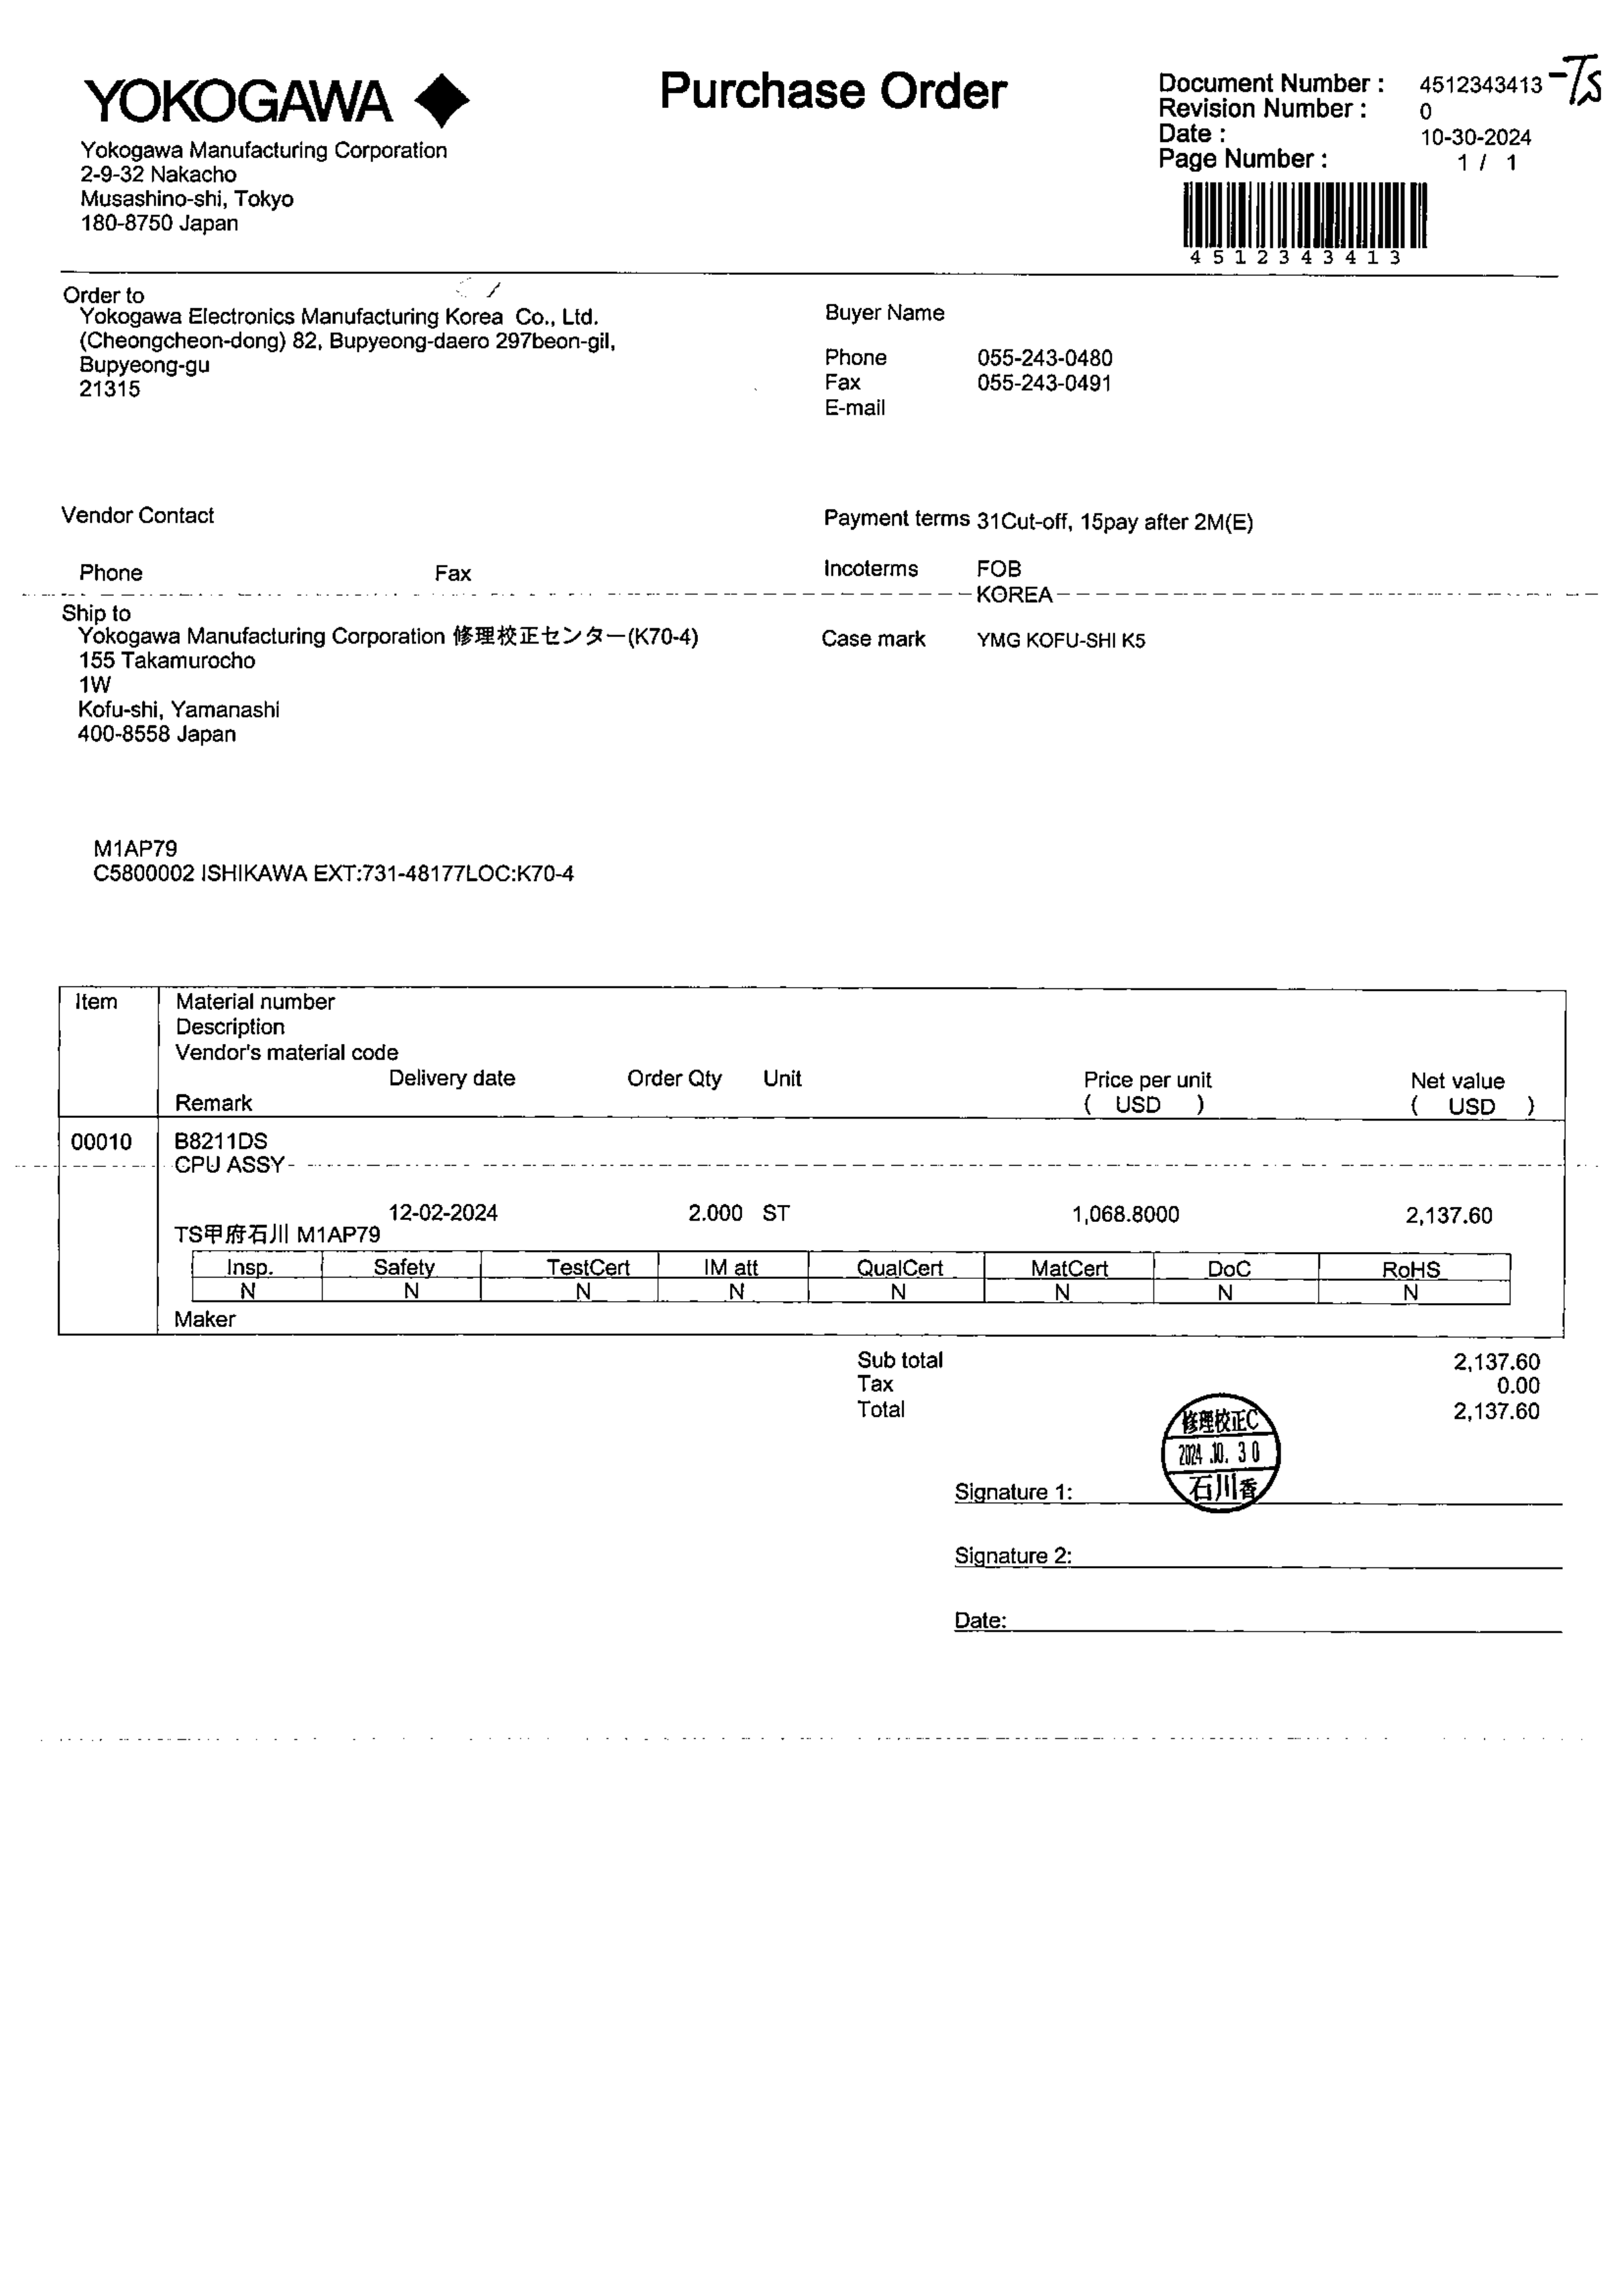 YOKOGAWA
Purchase Order
Document Number : 4512343413 -TS
Revision Number : 0
Date : 10-30-2024
Page Number : 1 / 1
4 5 1 2 3 4 3 4 1 3
Yokogawa Manufacturing Corporation
2-9-32 Nakacho
Musashino-shi, Tokyo
180-8750 Japan
Order to
Yokogawa Electronics Manufacturing Korea Co., Ltd.
(Cheongcheon-dong) 82, Bupyeong-daero 297beon-gil,
Bupyeong-gu
21315
Buyer Name
Phone 055-243-0480
Fax 055-243-0491
E-mail
Vendor Contact
Phone Fax
Payment terms 31Cut-off, 15pay after 2M(E)
Incoterms FOB
KOREA
Ship to
Yokogawa Manufacturing Corporation 修理校正センター(K70-4)
155 Takamurocho
1W
Kofu-shi, Yamanashi
400-8558 Japan
Case mark YMG KOFU-SHI K5
M1AP79
C5800002 ISHIKAWA EXT:731-48177LOC:K70-4
Item Material number
Description
Vendor's material code
Delivery date Order Qty Unit Price per unit Net value
Remark ( USD ) ( USD )
00010 B8211DS
CPU ASSY
12-02-2024 2.000 ST 1,068.8000 2,137.60
TS甲府石川 M1AP79
Insp. Safety TestCert IM att QualCert MatCert DoC RoHS
N N N N N N N N
Maker
Sub total 2,137.60
Tax 0.00
Total 2,137.60
修理校正C
2024.10.30
石川香
Signature 1:
Signature 2:
Date: